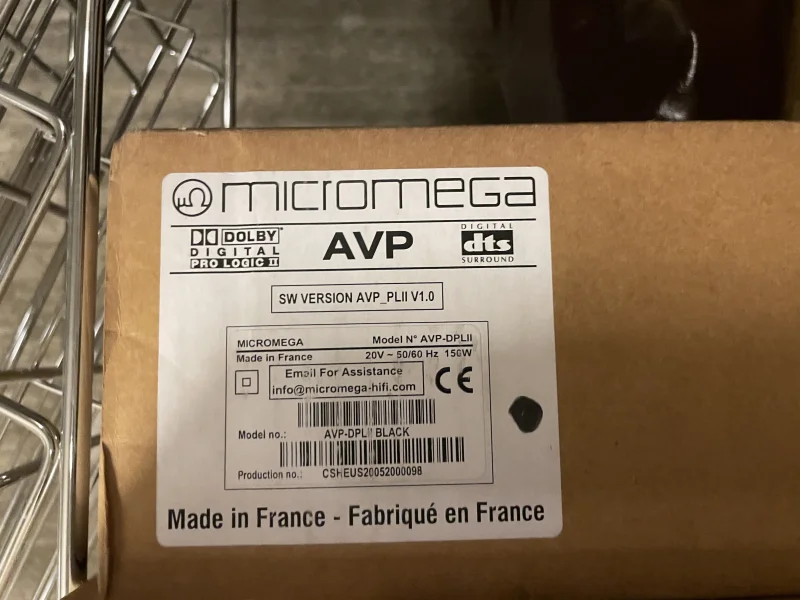 micromega
DOLBY
DIGITAL
PRO LOGIC II
AVP
DIGITAL
dts
SURROUND
SW VERSION AVP_PLII V1.0
MICROMEGA Model N° AVP-DPLII
Made in France 20V ~ 50/60 Hz 150W
Email For Assistance
info@micromega-hifi.com
CE
Model no.: AVP-DPLII BLACK
Production no.: CSHEUS20052000098
Made in France - Fabriqué en France